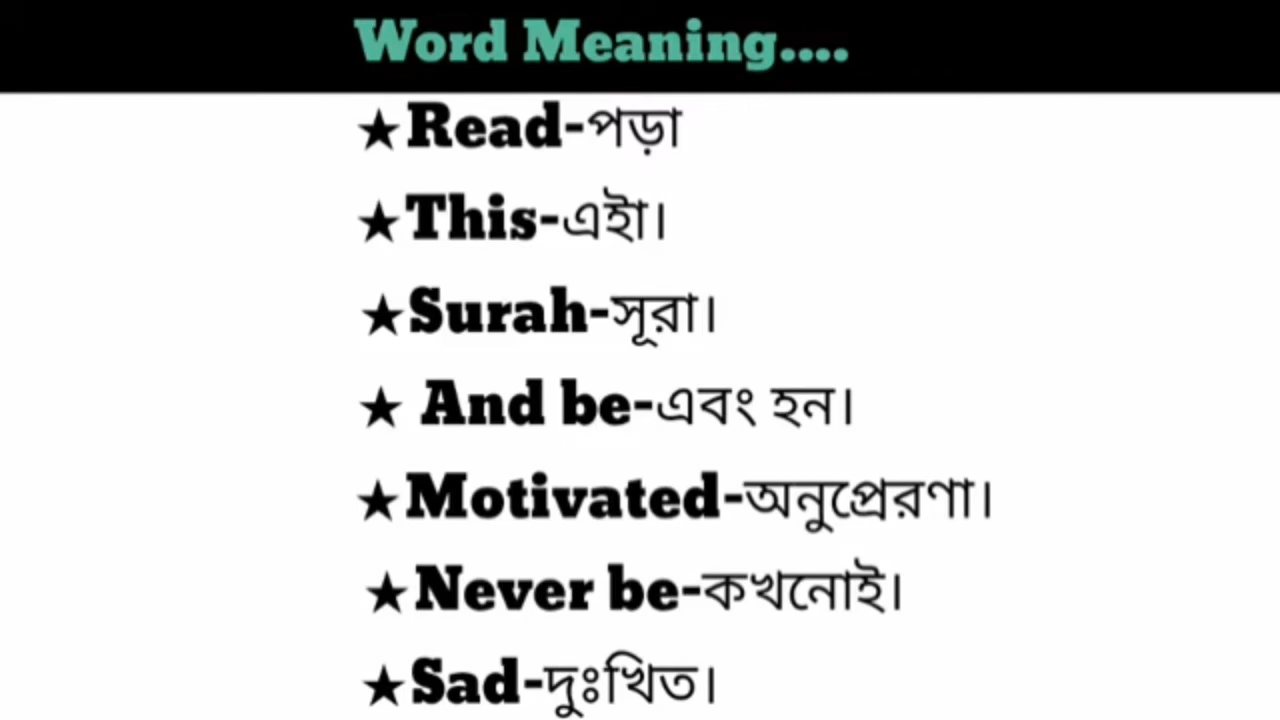 Word Meaning....
★Read-পড়া
★This-এইা।
★Surah-সূরা।
★ And be-এবং হন।
★Motivated-অনুপ্রেরণা।
★Never be-কখনোই।
★Sad-দুঃখিত।